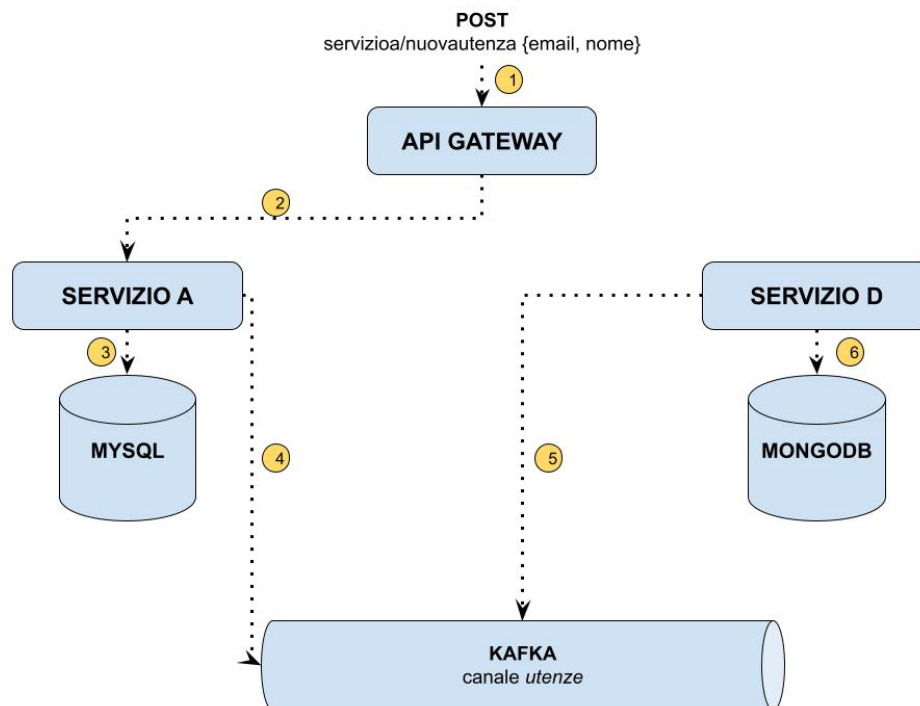 POST
servizioa/nuovautenza {email, nome}
1
API GATEWAY
2
SERVIZIO A
SERVIZIO D
3
6
MYSQL
4
5
MONGODB
KAFKA
canale utenze